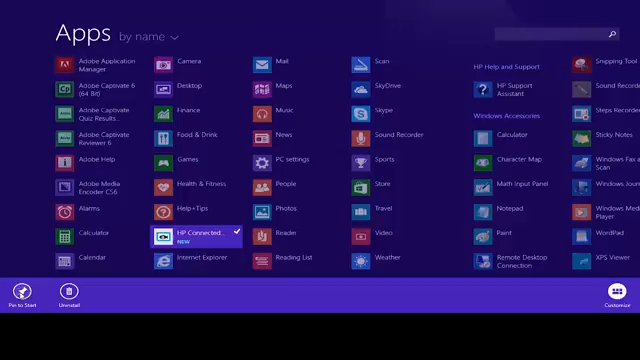 Apps by name
Adobe Application
Manager
Adobe Captivate 6
(64 Bit)
Adobe Captivate
Quiz Results...
Adobe Captivate
Reviewer 6
Adobe Help
Adobe Media
Encoder CS6
Alarms
Calculator
Calendar
Camera
Desktop
Finance
Food & Drink
Games
Health & Fitness
Help+Tips
HP Connected...
NEW
Internet Explorer
Mail
Maps
Music
News
PC settings
People
Photos
Reader
Reading List
Scan
SkyDrive
Skype
Sound Recorder
Sports
Store
Travel
Video
Weather
HP Help and Support
HP Support
Assistant
Windows Accessories
Calculator
Character Map
Math Input Panel
Notepad
Paint
Remote Desktop
Connection
Snipping Tool
Sound Recor
Steps Recorde
Sticky Notes
Windows Fax a
Scan
Windows Journ
Windows Media
Player
WordPad
XPS Viewer
Pin to Start
Uninstall
Customize